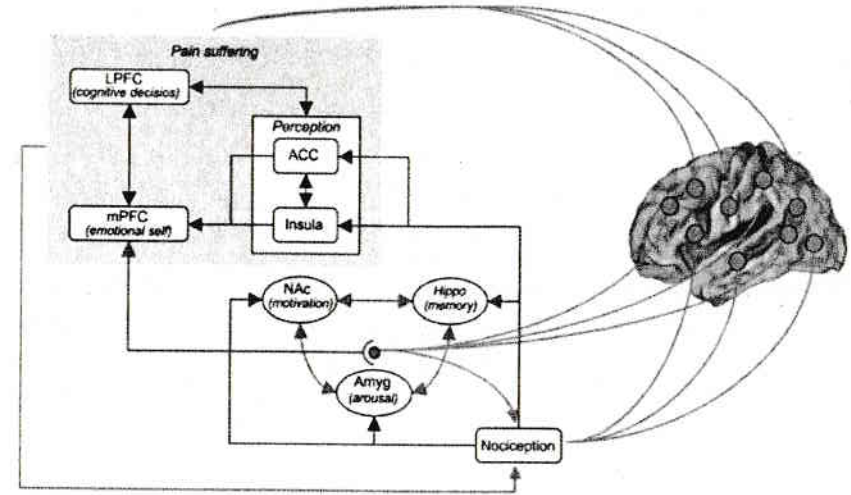 Pain suffering
LPFC
(cognitive decisios)
Perception
ACC
mPFC
(emotional self)
Insula
NAc
(motivation)
Hippo
(memory)
Amyg
(arousal)
Nociception